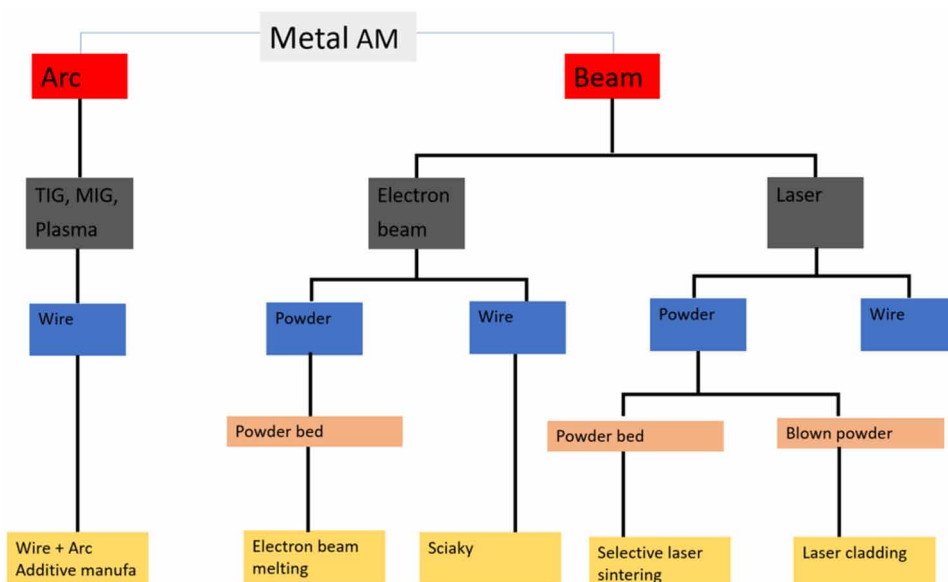 Metal AM
Arc
Beam
TIG, MIG,
Plasma
Electron
beam
Laser
Wire
Powder
Wire
Powder
Wire
Powder bed
Powder bed
Blown powder
Wire + Arc
Additive manufa
Electron beam
melting
Sciaky
Selective laser
sintering
Laser cladding